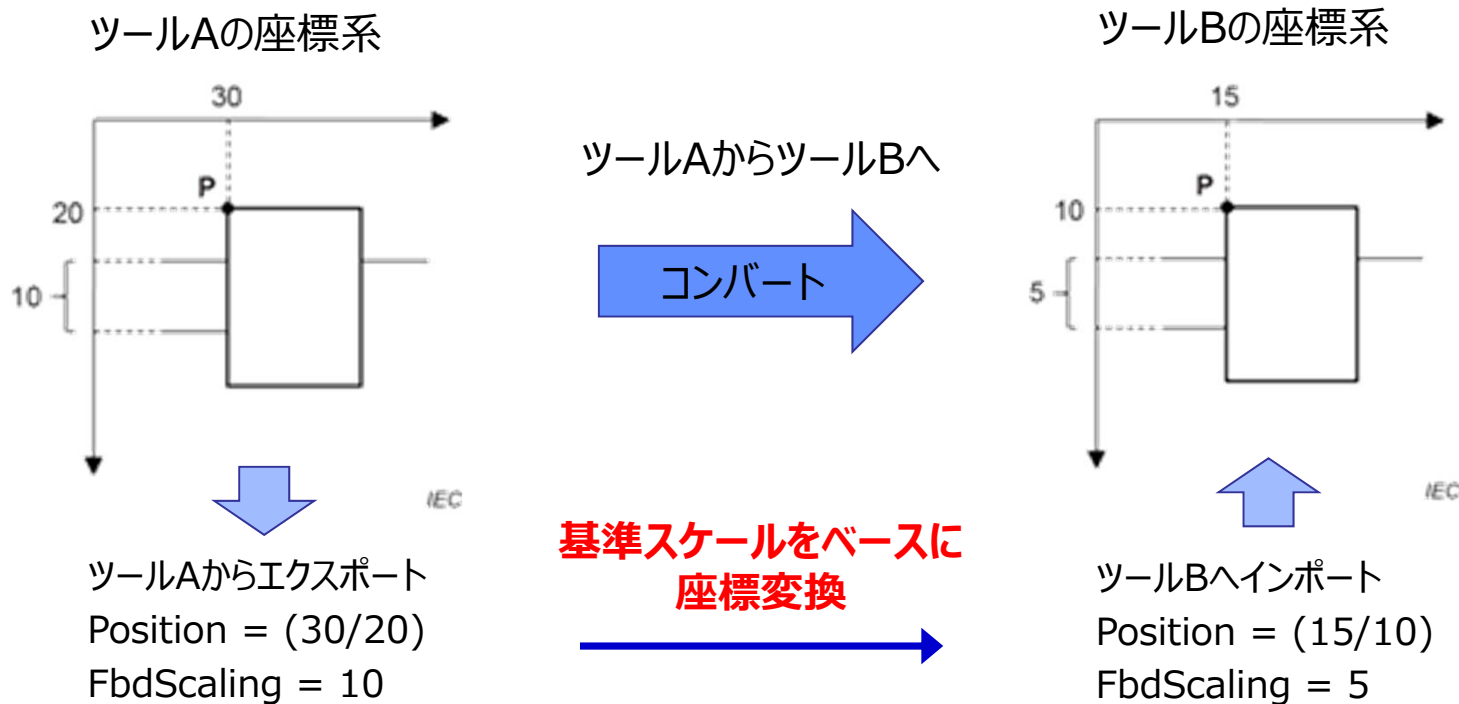 ツールAの座標系
30
P
20
10
IEC
ツールAからエクスポート
Position = (30/20)
FbdScaling = 10
ツールAからツールBへ
コンバート
基準スケールをベースに
座標変換
ツールBの座標系
15
P
10
5
IEC
ツールBへインポート
Position = (15/10)
FbdScaling = 5